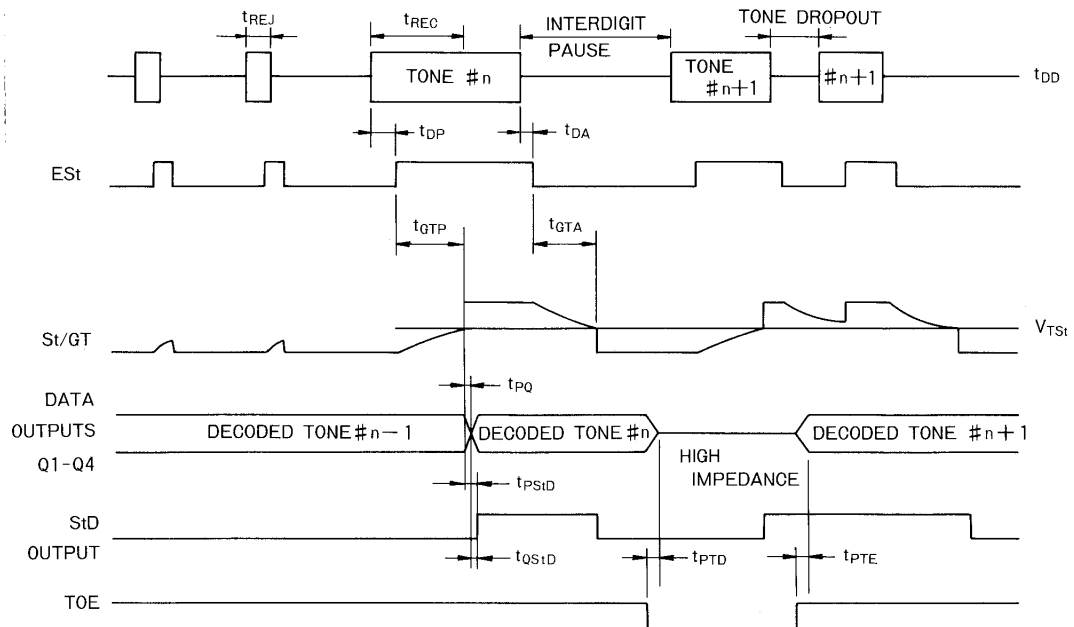 tREJ
tREC
INTERDIGIT
PAUSE
TONE DROPOUT
TONE #n
TONE
#n+1
#n+1
tDD
tDP
tDA
ESt
tGTP
tGTA
St/GT
VTSt
tPQ
DATA
OUTPUTS
Q1-Q4
DECODED TONE#n-1
DECODED TONE#n
DECODED TONE #n+1
HIGH
IMPEDANCE
tPStD
StD
OUTPUT
tQStD
tPTD
tPTE
TOE